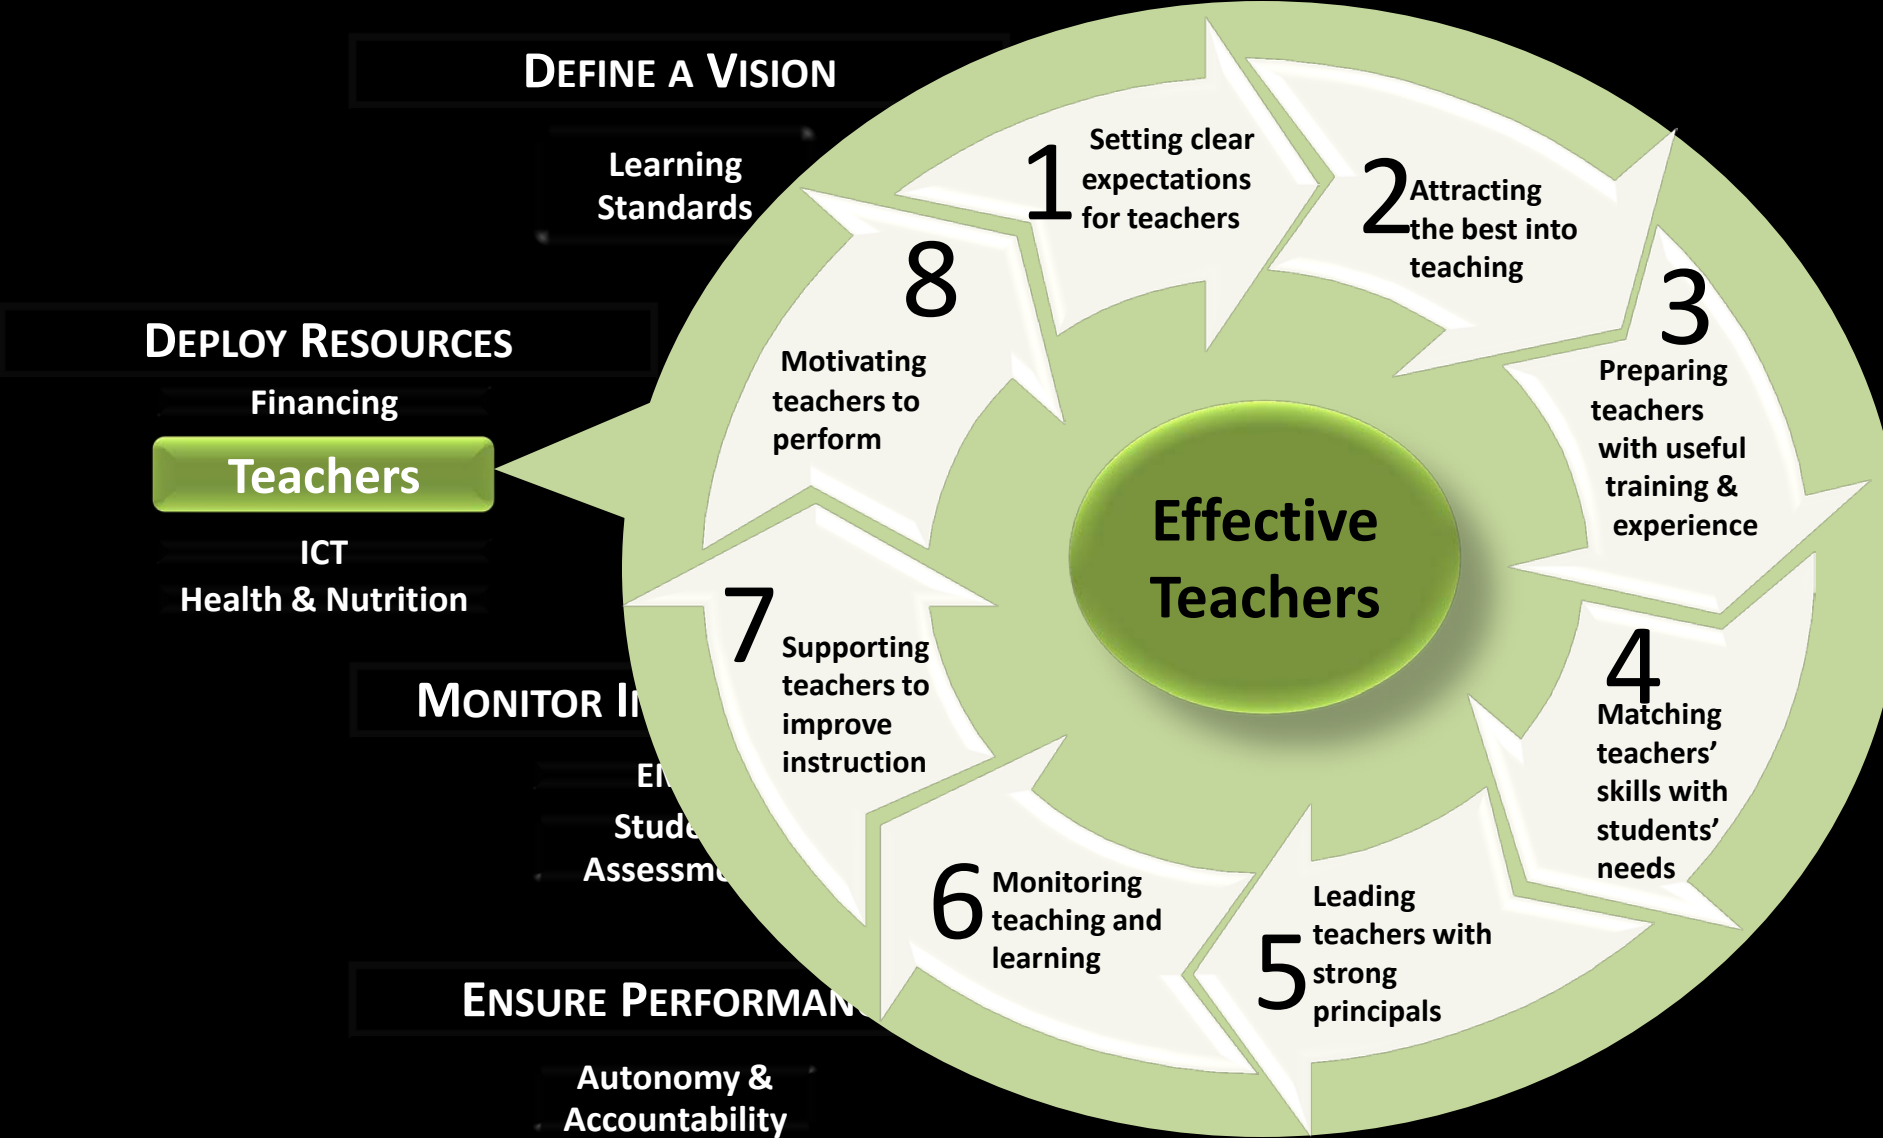 DEFINE A VISION
Learning
Standards
DEPLOY RESOURCES
Financing
Teachers
ICT
Health & Nutrition
MONITOR
ENSURE
Autonomy &
Accountability
1
Setting clear
expectations
for teachers
2
Attracting
the best into
teaching
3
Preparing
teachers
with useful
training &
experience
4
Matching
teachers’
skills with
students’
needs
5
Leading
teachers with
strong
principals
6
Monitoring
teaching and
learning
7
Supporting
teachers to
improve
instruction
8
Motivating
teachers to
perform
Effective
Teachers